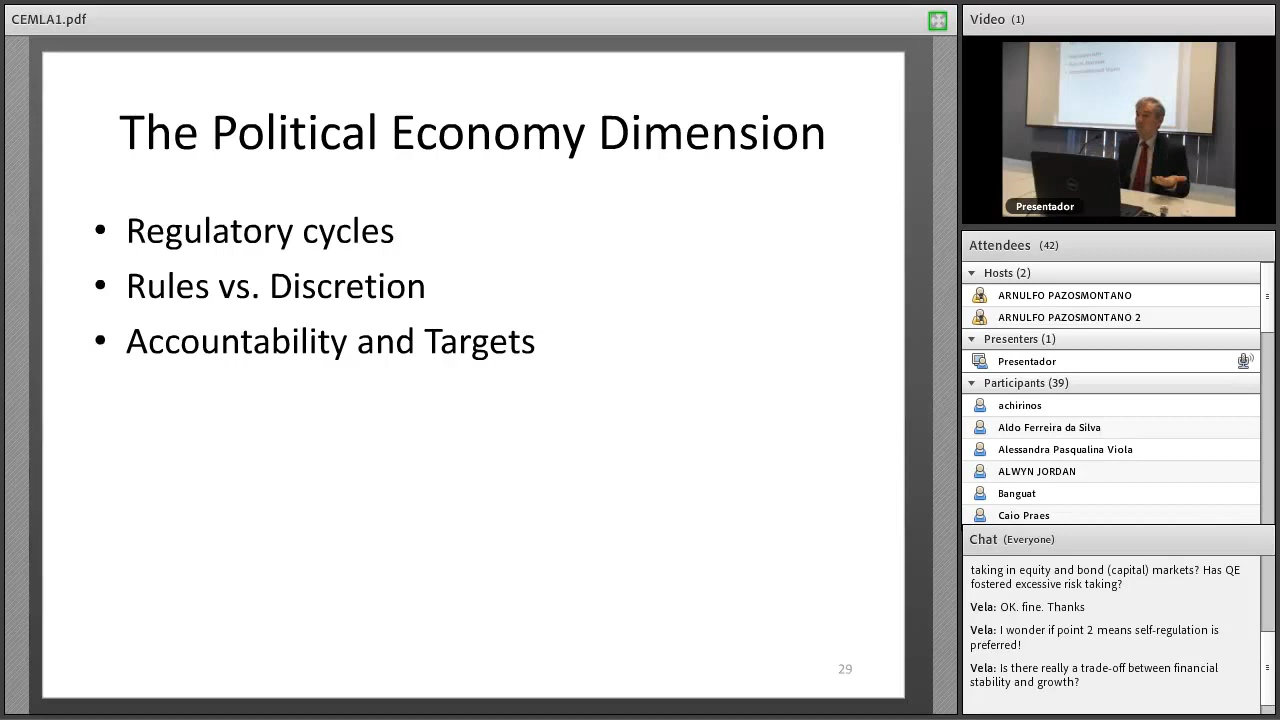 CEMLA1.pdf
The Political Economy Dimension
• Regulatory cycles
• Rules vs. Discretion
• Accountability and Targets
29
Video (1)
Presentador
Attendees (42)
Hosts (2)
ARNULFO PAZOSMONTANO
ARNULFO PAZOSMONTANO 2
Presenters (1)
Presentador
Participants (39)
achirinos
Aldo Ferreira da Silva
Alessandra Pasqualina Viola
ALWYN JORDAN
Banguat
Caio Praes
Chat (Everyone)
taking in equity and bond (capital) markets? Has QE
fostered excessive risk taking?
Vela: OK. fine. Thanks
Vela: I wonder if point 2 means self-regulation is
preferred!
Vela: Is there really a trade-off between financial
stability and growth?